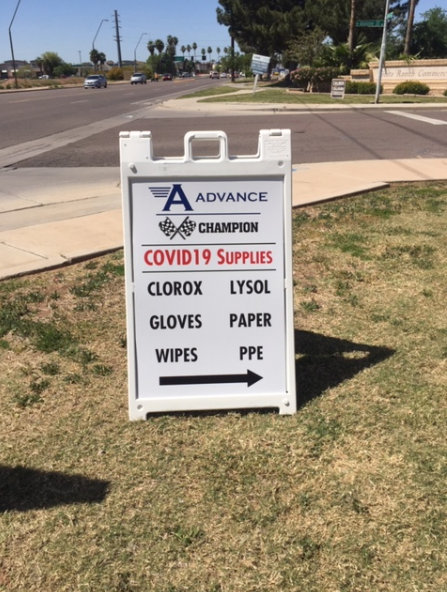 A ADVANCE
CHAMPION
COVID19 SUPPLIES
CLOROX LYSOL
GLOVES PAPER
WIPES PPE